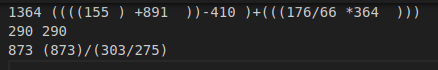 1364 ((((155 ) +891  ))-410 )+(((176/66 *364  )))
290 290
873 (873)/(303/275)